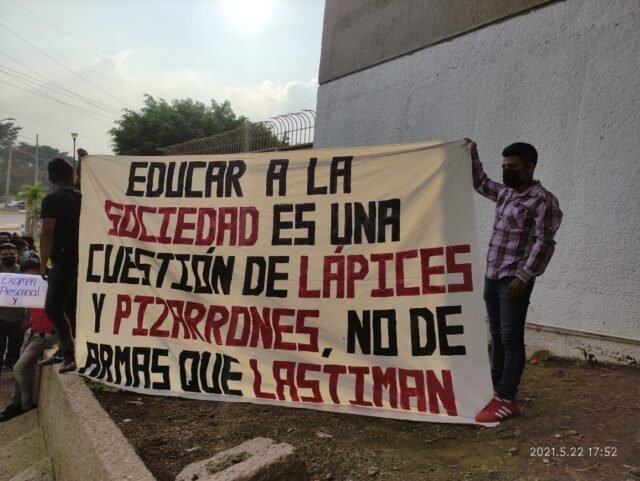 EDUCAR A LA
SOCIEDAD ES UNA
CUESTIÓN DE LÁPICES
Y PIZARRONES, NO DE
ARMAS QUE LASTIMAN
Examen
Presencial
Y
2021.5.22 17:52